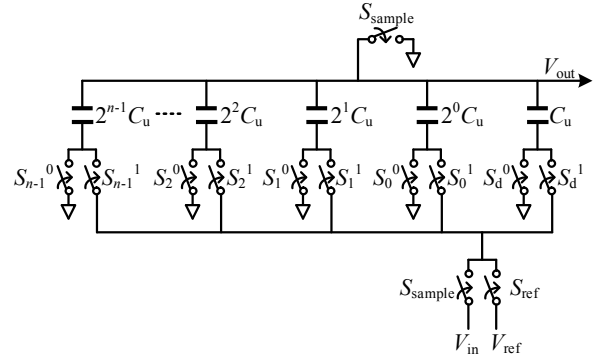 S_sample
V_out
2^{n-1}C_u 2^2C_u 2^1C_u 2^0C_u C_u
S_{n-1}^0 S_{n-1}^1 S_2^0 S_2^1 S_1^0 S_1^1 S_0^0 S_0^1 S_d^0 S_d^1
S_sample S_ref
V_in V_ref